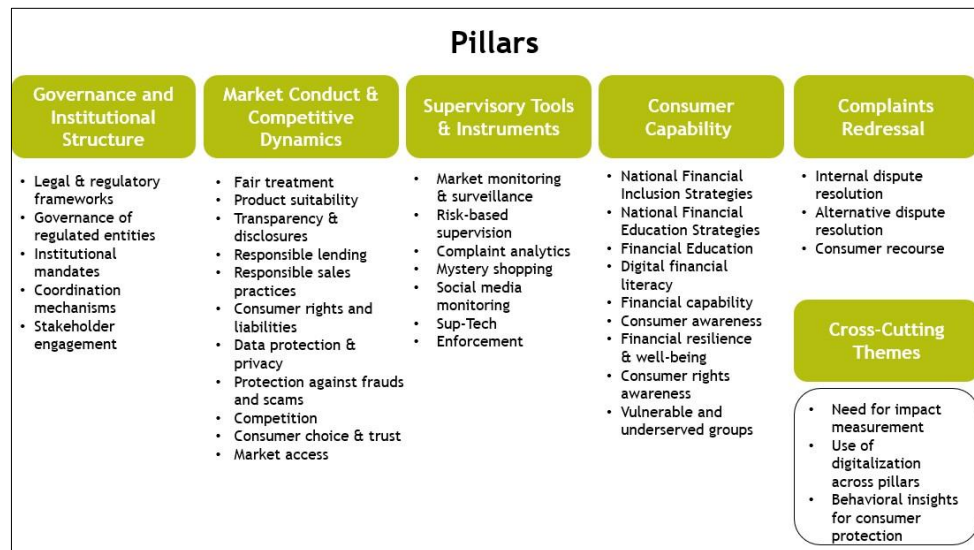 Pillars
Governance and
Institutional
Structure
• Legal & regulatory
frameworks
• Governance of
regulated entities
• Institutional
mandates
• Coordination
mechanisms
• Stakeholder
engagement
Market Conduct &
Competitive
Dynamics
• Fair treatment
• Product suitability
• Transparency &
disclosures
• Responsible lending
• Responsible sales
practices
• Consumer rights and
liabilities
• Data protection &
privacy
• Protection against frauds
and scams
• Competition
• Consumer choice & trust
• Market access
Supervisory Tools
& Instruments
• Market monitoring
& surveillance
• Risk-based
supervision
• Complaint analytics
• Mystery shopping
• Social media
monitoring
• Sup-Tech
• Enforcement
Consumer
Capability
• National Financial
Inclusion Strategies
• National Financial
Education Strategies
• Financial Education
• Digital financial
literacy
• Financial capability
• Consumer awareness
• Financial resilience
& well-being
• Consumer rights
awareness
• Vulnerable and
underserved groups
Complaints
Redressal
• Internal dispute
resolution
• Alternative dispute
resolution
• Consumer recourse
Cross-Cutting
Themes
• Need for impact
measurement
• Use of
digitalization
across pillars
• Behavioral insights
for consumer
protection